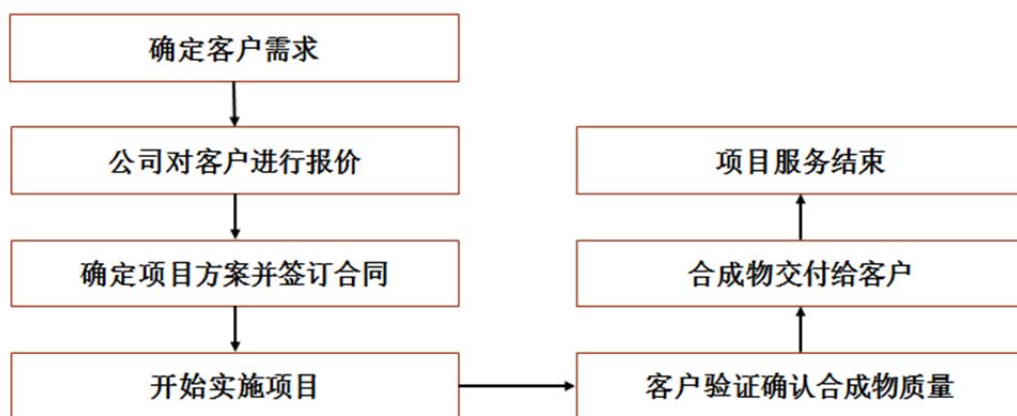 确定客户需求
公司对客户进行报价
确定项目方案并签订合同
开始实施项目
客户验证确认合成物质量
合成物交付给客户
项目服务结束